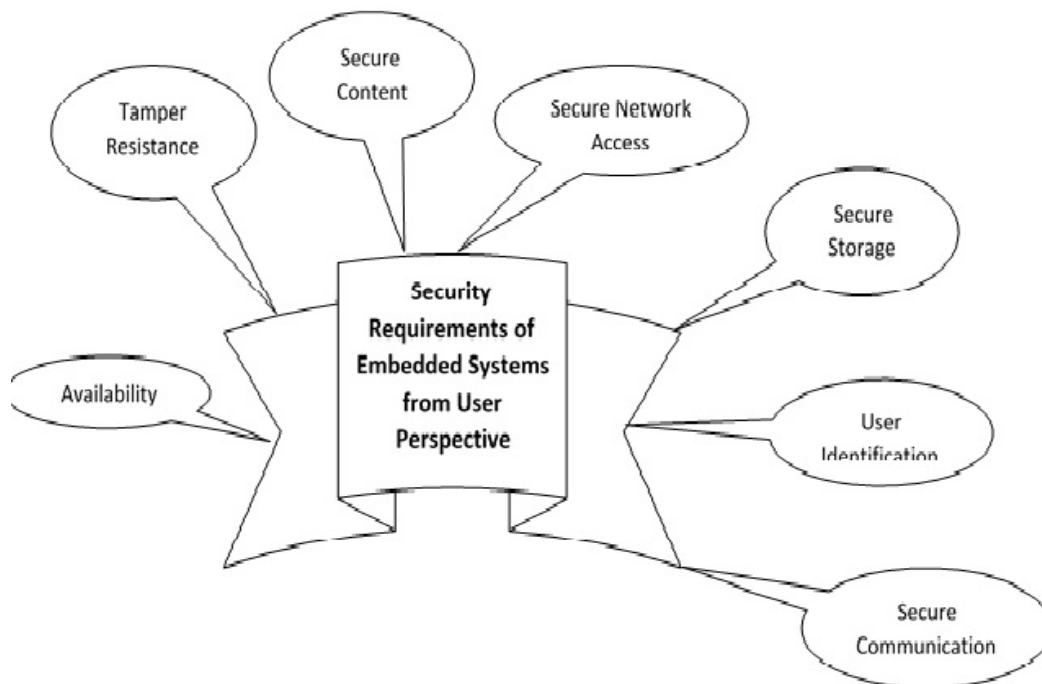 Secure
Content
Tamper
Resistance
Secure Network
Access
Secure
Storage
Security
Requirements of
Embedded Systems
from User
Perspective
Availability
User
Identification
Secure
Communication